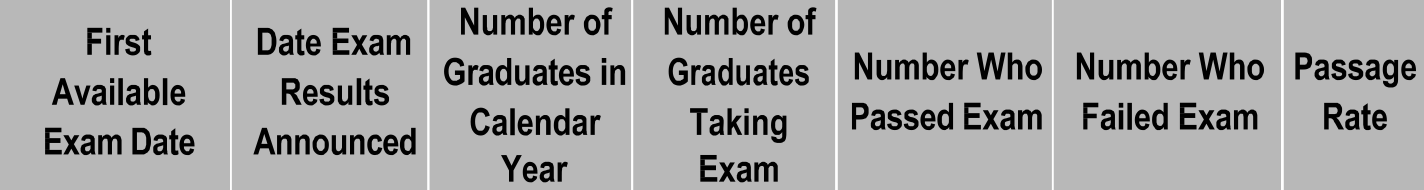 First
Available
Exam Date
Date Exam
Results
Announced
Number of
Graduates in
Calendar
Year
Number of
Graduates
Taking
Exam
Number Who
Passed Exam
Number Who
Failed Exam
Passage
Rate